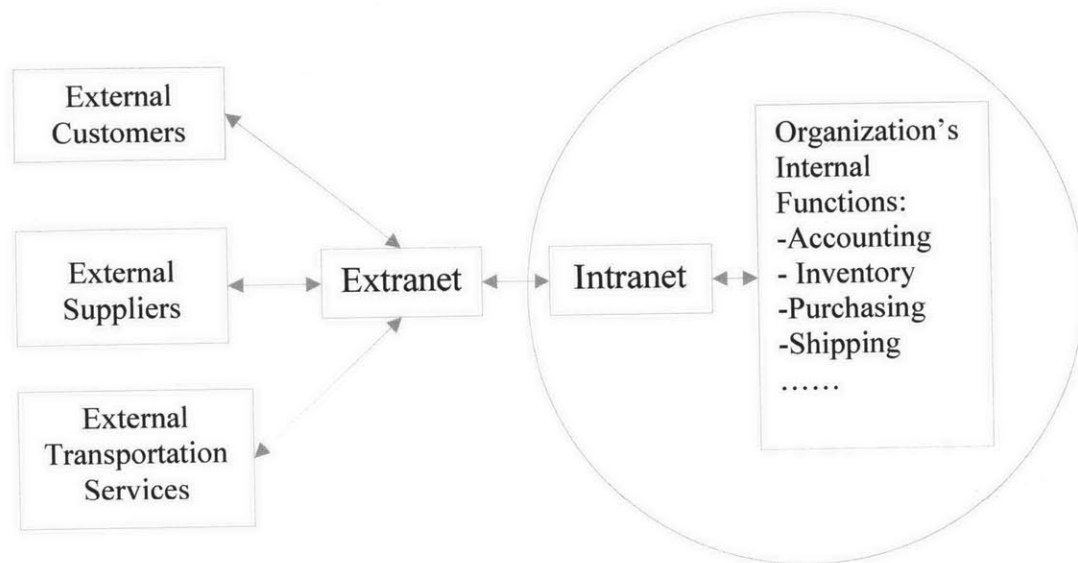 External
Customers
External
Suppliers
External
Transportation
Services
Extranet
Intranet
Organization’s
Internal
Functions:
-Accounting
- Inventory
-Purchasing
-Shipping
……